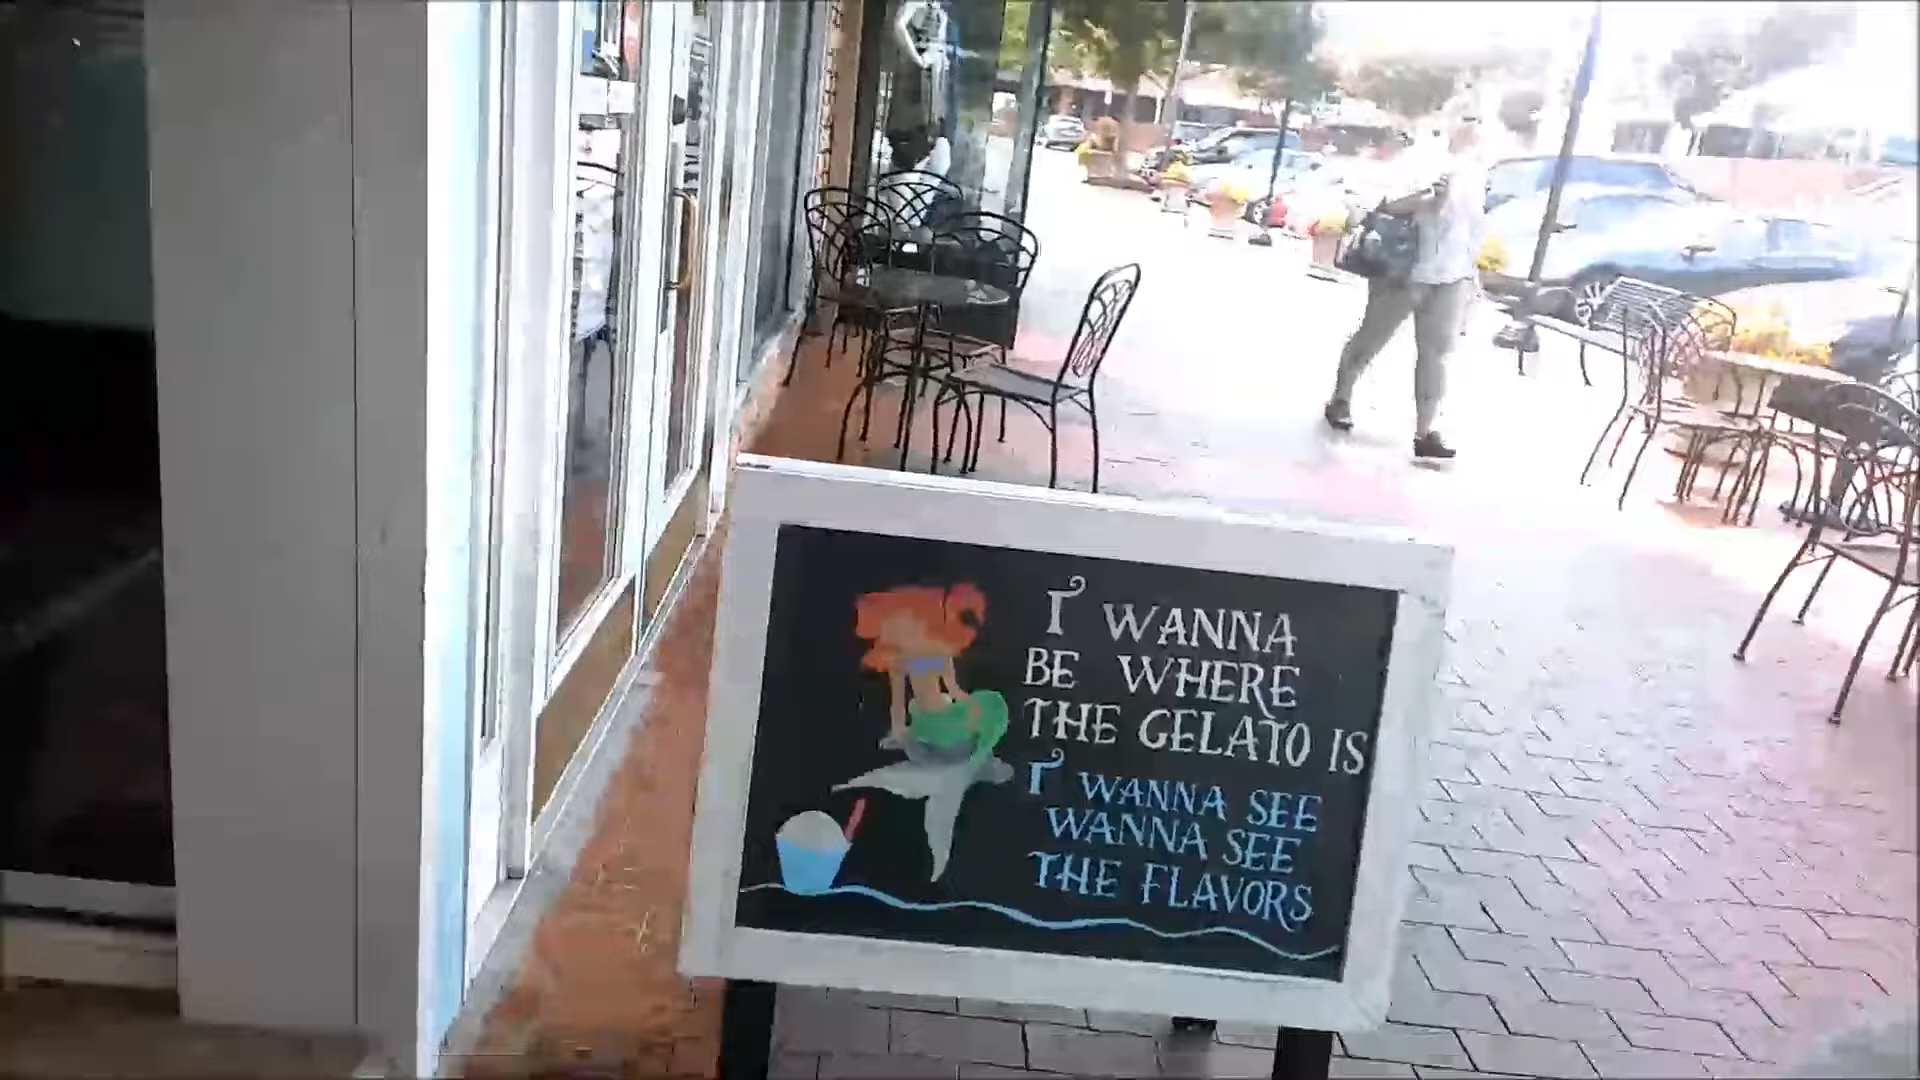 I WANNA
BE WHERE
THE GELATO IS
I WANNA SEE
WANNA SEE
THE FLAVORS